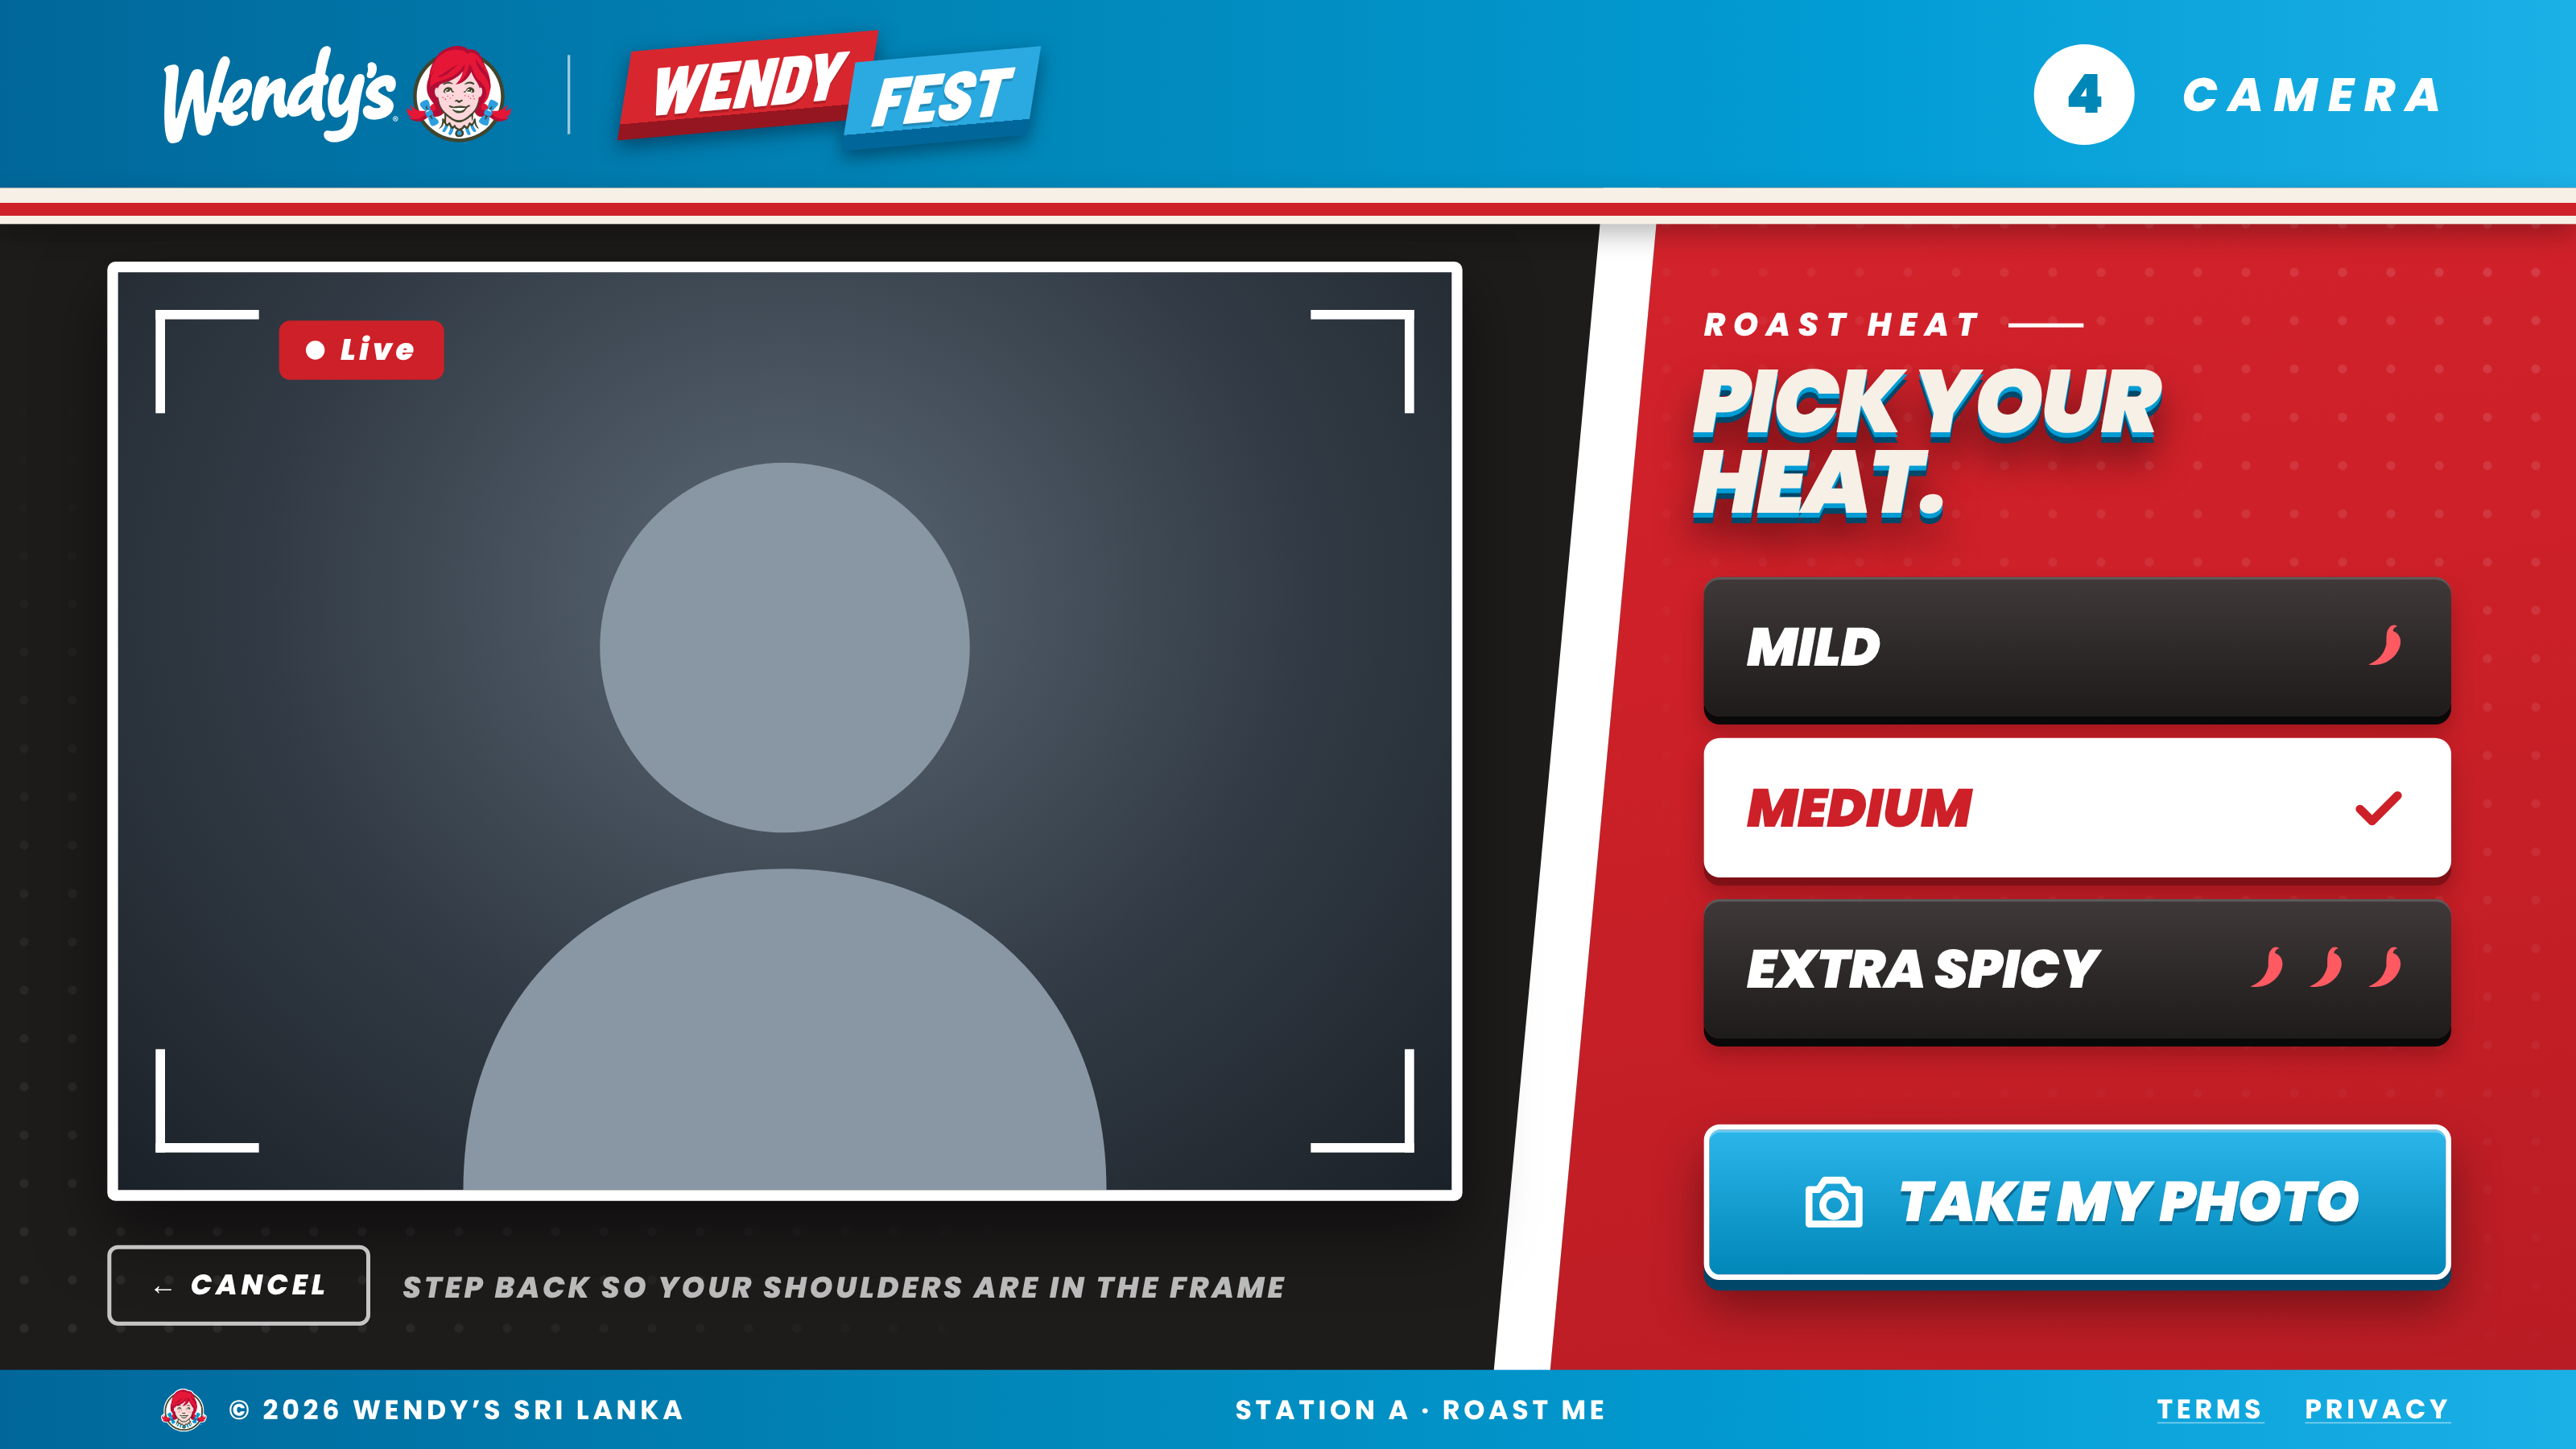 Wendy's
WENDY
FEST
4
CAMERA
Live
ROAST HEAT
PICK YOUR
HEAT.
MILD
MEDIUM
EXTRA SPICY
TAKE MY PHOTO
← CANCEL
STEP BACK SO YOUR SHOULDERS ARE IN THE FRAME
© 2026 WENDY’S SRI LANKA
STATION A · ROAST ME
TERMS
PRIVACY